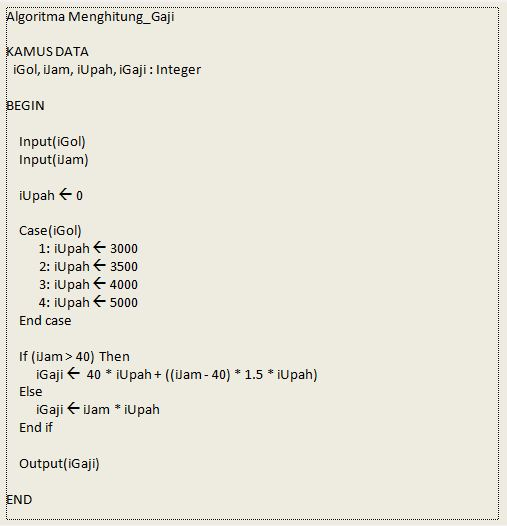 Algoritma Menghitung_Gaji
KAMUS DATA
iGol, iJam, iUpah, iGaji : Integer
BEGIN
Input(iGol)
Input(iJam)
iUpah ← 0
Case(iGol)
1: iUpah ← 3000
2: iUpah ← 3500
3: iUpah ← 4000
4: iUpah ← 5000
End case
If (iJam > 40) Then
iGaji ← 40 * iUpah + ((iJam - 40) * 1.5 * iUpah)
Else
iGaji ← iJam * iUpah
End if
Output(iGaji)
END